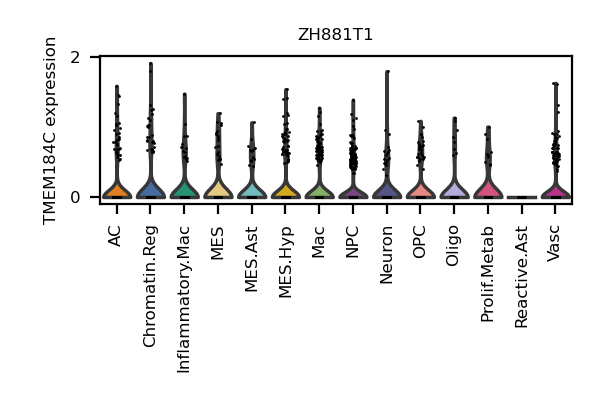 ZH881T1
TMEM184C expression
2
0
AC
Chromatin.Reg
Inflammatory.Mac
MES
MES.Ast
MES.Hyp
Mac
NPC
Neuron
OPC
Oligo
Prolif.Metab
Reactive.Ast
Vasc